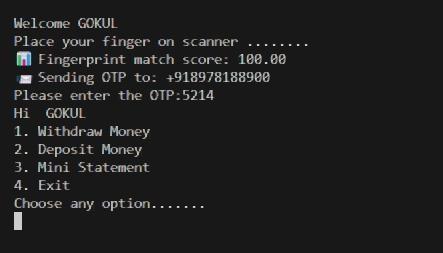 Welcome GOKUL
Place your finger on scanner ........
📊 Fingerprint match score: 100.00
📨 Sending OTP to: +918978188900
Please enter the OTP:5214
Hi  GOKUL
1. Withdraw Money
2. Deposit Money
3. Mini Statement
4. Exit
Choose any option.......